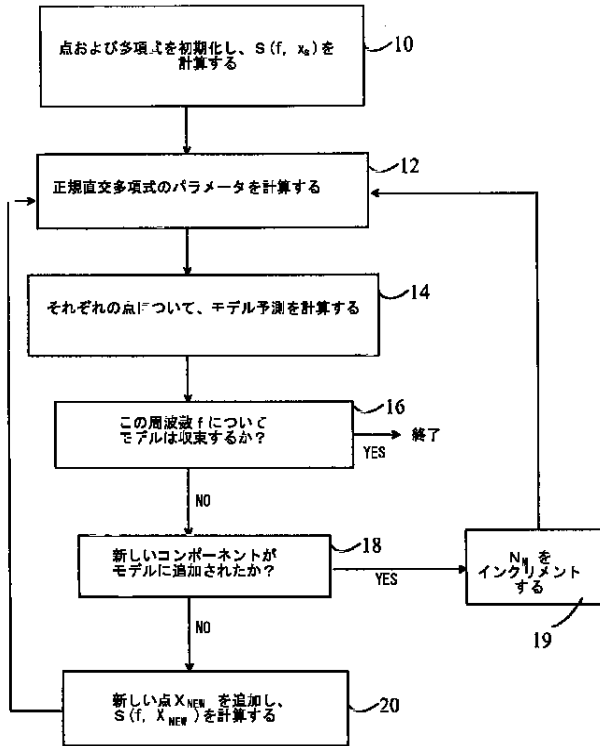 点および多項式を初期化し、S(f, xₖ)を
計算する
10
正規直交多項式のパラメータを計算する
12
それぞれの点について、モデル予測を計算する
14
この周波数fについて
モデルは収束するか?
16
YES
終了
NO
新しいコンポーネントが
モデルに追加されたか?
18
YES
N_M を
インクリメント
する
19
NO
新しい点X_NEW を追加し、
S(f, X_NEW)を計算する
20